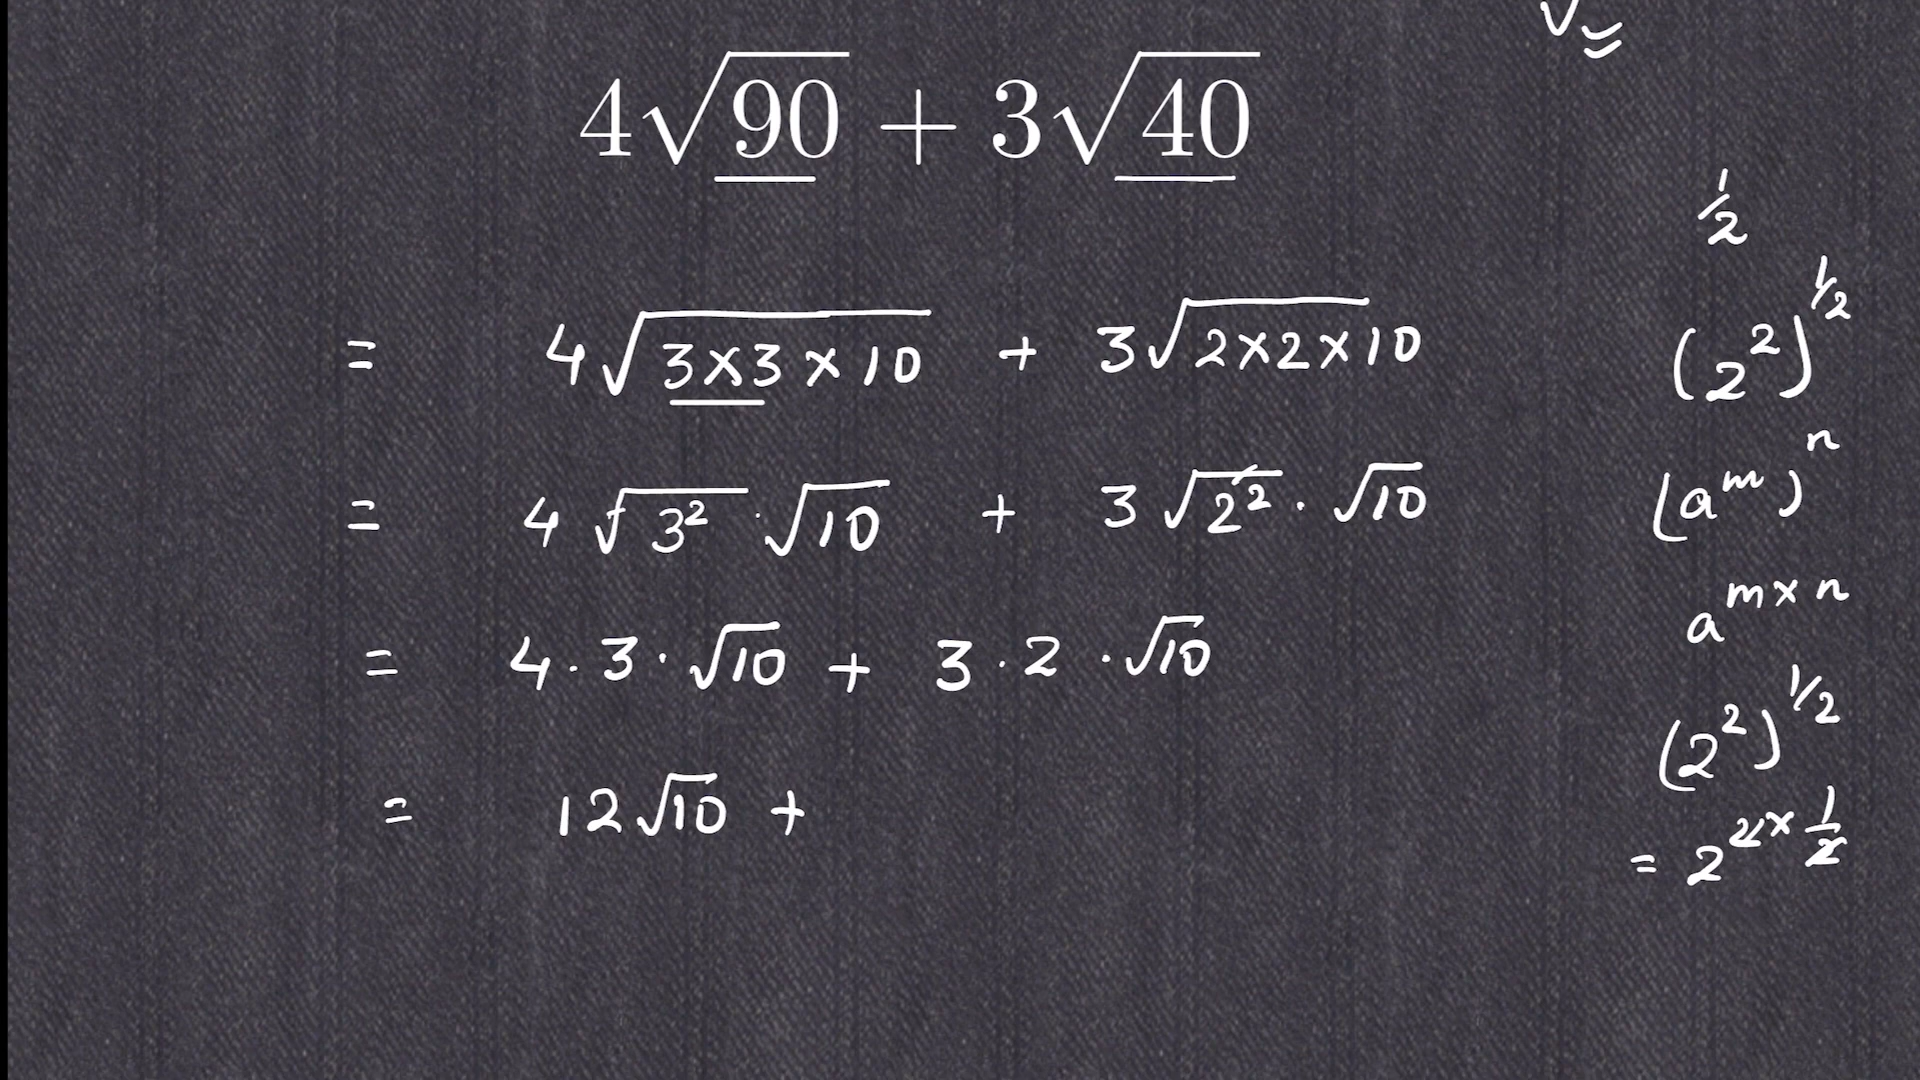 4√90 + 3√40
= 4√3×3×10 + 3√2×2×10
= 4 √3² · √10 + 3 √2² · √10
= 4 · 3 · √10 + 3 · 2 · √10
= 12√10 +
√
1/2
(2²)^1/2
(a^m)^n
a^m×n
(2²)^1/2
= 2^2×1/2